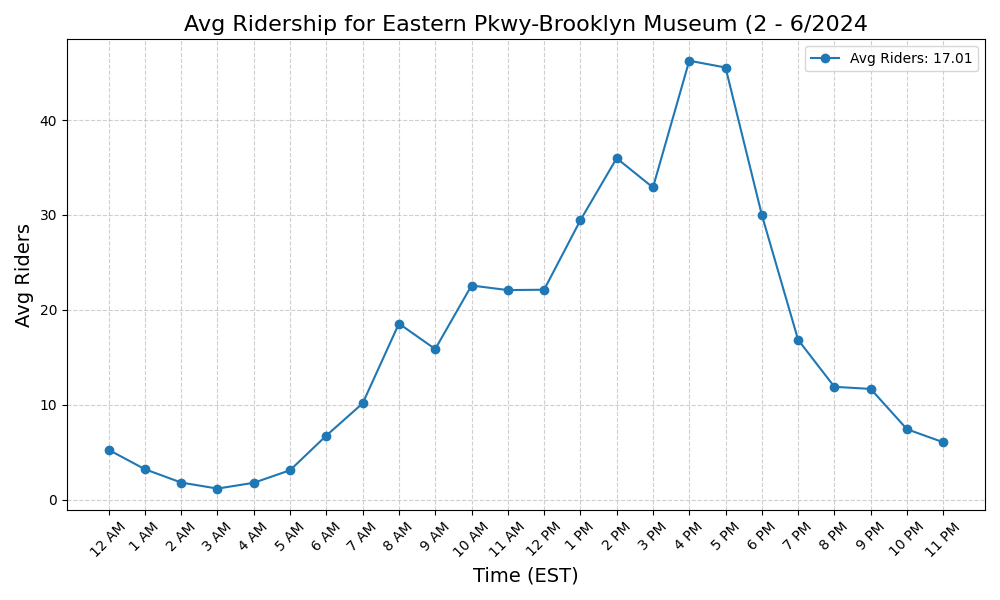 Avg Ridership for Eastern Pkwy-Brooklyn Museum (2 - 6/2024
Avg Riders: 17.01
Avg Riders
40
30
20
10
0
12 AM
1 AM
2 AM
3 AM
4 AM
5 AM
6 AM
7 AM
8 AM
9 AM
10 AM
11 AM
12 PM
1 PM
2 PM
3 PM
4 PM
5 PM
6 PM
7 PM
8 PM
9 PM
10 PM
11 PM
Time (EST)